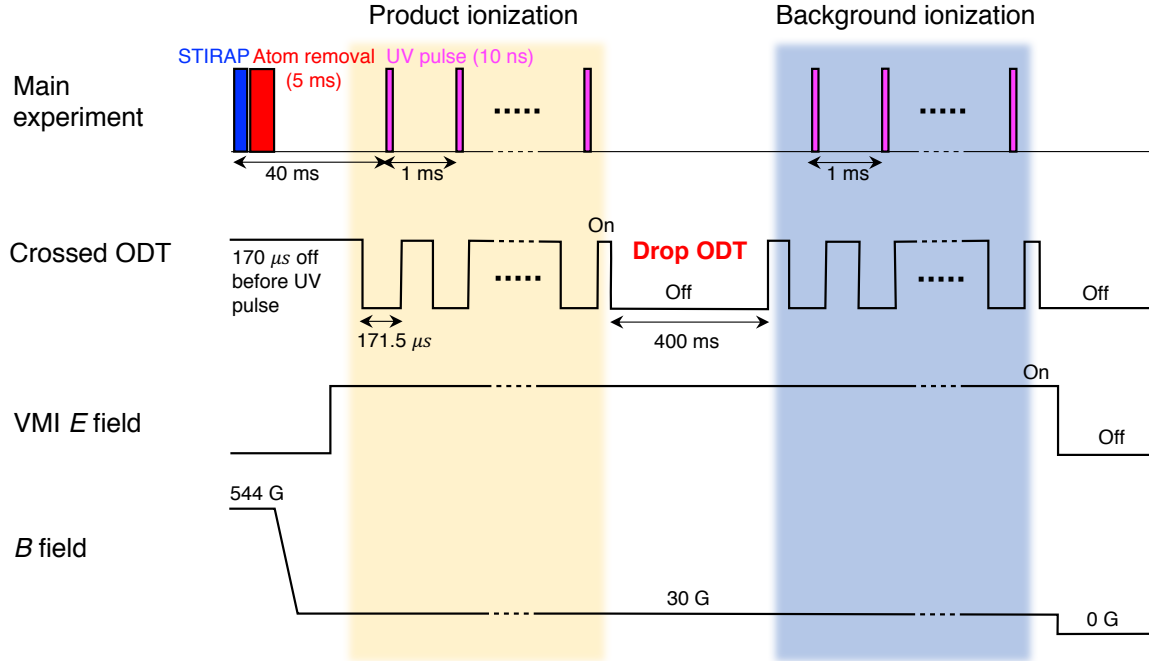 Product ionization
Background ionization
STIRAP Atom removal (5 ms)
UV pulse (10 ns)
Main experiment
40 ms
1 ms
1 ms
Crossed ODT
170 μs off before UV pulse
171.5 μs
On
Drop ODT
Off
400 ms
Off
VMI E field
On
Off
544 G
B field
30 G
0 G